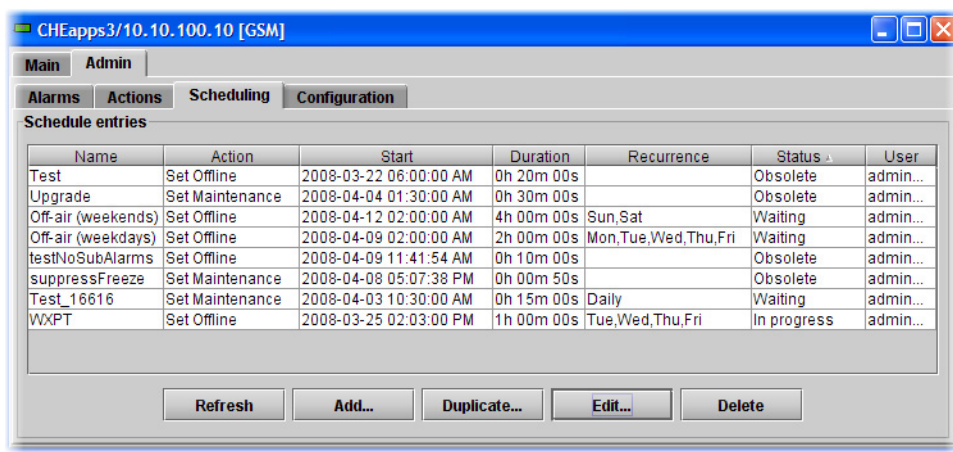 CHEapps3/10.10.100.10 [GSM]
Main Admin
Alarms Actions Scheduling Configuration
Schedule entries
Name Action Start Duration Recurrence Status User
Test Set Offline 2008-03-22 06:00:00 AM 0h 20m 00s Obsolete admin...
Upgrade Set Maintenance 2008-04-04 01:30:00 AM 0h 30m 00s Obsolete admin...
Off-air (weekends) Set Offline 2008-04-12 02:00:00 AM 4h 00m 00s Sun,Sat Waiting admin...
Off-air (weekdays) Set Offline 2008-04-09 02:00:00 AM 2h 00m 00s Mon,Tue,Wed,Thu,Fri Waiting admin...
testNoSubAlarms Set Offline 2008-04-09 11:41:54 AM 0h 10m 00s Obsolete admin...
suppressFreeze Set Maintenance 2008-04-08 05:07:38 PM 0h 00m 50s Obsolete admin...
Test_16616 Set Maintenance 2008-04-03 10:30:00 AM 0h 15m 00s Daily Waiting admin...
WXPT Set Offline 2008-03-25 02:03:00 PM 1h 00m 00s Tue,Wed,Thu,Fri In progress admin...
Refresh Add... Duplicate... Edit... Delete